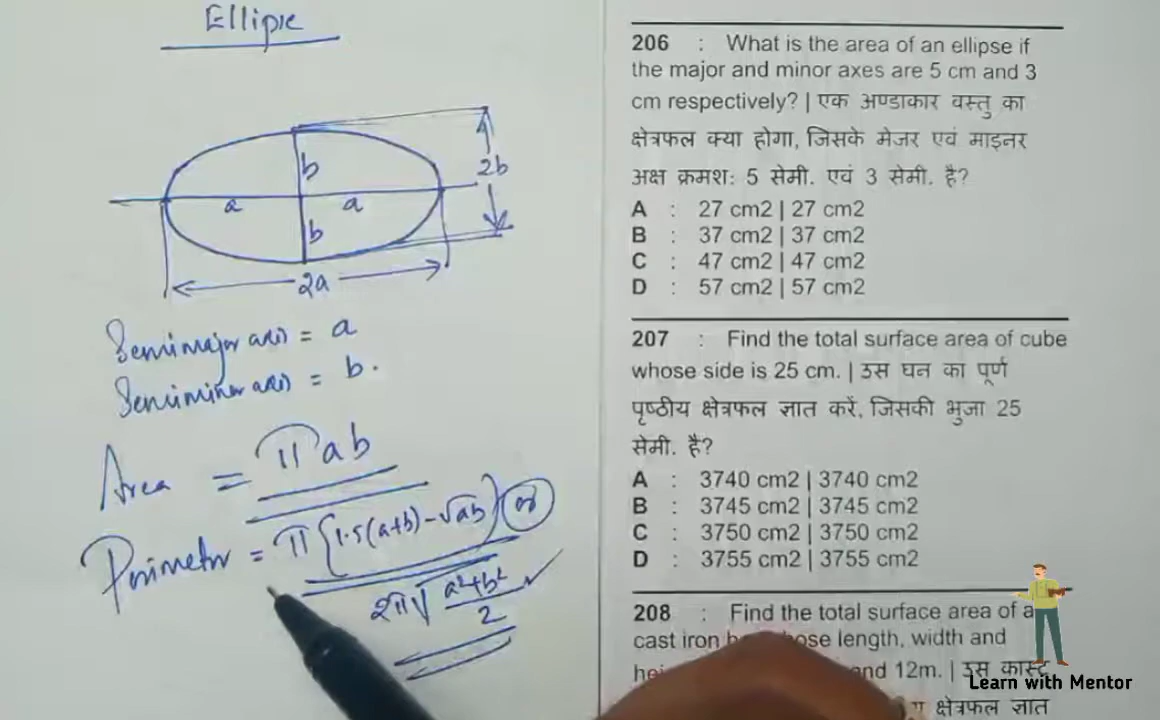 Ellipse
b
2b
a
a
b
2a
Semimajor axis = a
Semiminor axis = b.
Area = πab
Perimeter = π{1.5(a+b)-√ab} or
2π√a²+b²/2
206 : What is the area of an ellipse if
the major and minor axes are 5 cm and 3
cm respectively? | एक अण्डाकार वस्तु का
क्षेत्रफल क्या होगा, जिसके मेजर एवं माइनर
अक्ष क्रमश: 5 सेमी. एवं 3 सेमी. है?
A : 27 cm2 | 27 cm2
B : 37 cm2 | 37 cm2
C : 47 cm2 | 47 cm2
D : 57 cm2 | 57 cm2
207 : Find the total surface area of cube
whose side is 25 cm. | उस घन का पूर्ण
पृष्ठीय क्षेत्रफल ज्ञात करें, जिसकी भुजा 25
सेमी. है?
A : 3740 cm2 | 3740 cm2
B : 3745 cm2 | 3745 cm2
C : 3750 cm2 | 3750 cm2
D : 3755 cm2 | 3755 cm2
208 : Find the total surface area of a
cast iron length, width and
and 12m. | उस कास्ट
क्षेत्रफल ज्ञात
Learn with Mentor